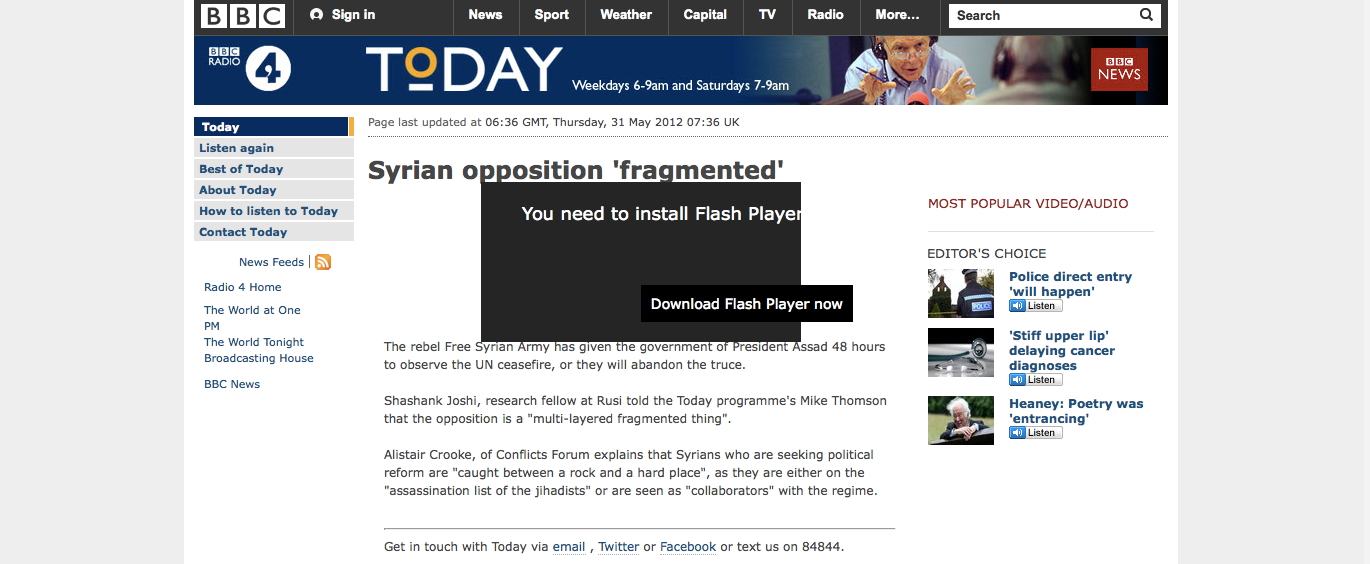 BBC
Sign in
News
Sport
Weather
Capital
TV
Radio
More...
Search
BBC
RADIO
4
TODAY
Weekdays 6-9am and Saturdays 7-9am
BBC
NEWS
Today
Listen again
Best of Today
About Today
How to listen to Today
Contact Today
News Feeds
Radio 4 Home
The World at One
PM
The World Tonight
Broadcasting House
BBC News
Page last updated at 06:36 GMT, Thursday, 31 May 2012 07:36 UK
Syrian opposition 'fragmented'
You need to install Flash Player
Download Flash Player now
The rebel Free Syrian Army has given the government of President Assad 48 hours
to observe the UN ceasefire, or they will abandon the truce.
Shashank Joshi, research fellow at Rusi told the Today programme's Mike Thomson
that the opposition is a "multi-layered fragmented thing".
Alistair Crooke, of Conflicts Forum explains that Syrians who are seeking political
reform are "caught between a rock and a hard place", as they are either on the
"assassination list of the jihadists" or are seen as "collaborators" with the regime.
Get in touch with Today via email , Twitter or Facebook or text us on 84844.
MOST POPULAR VIDEO/AUDIO
EDITOR'S CHOICE
POLICE
Police direct entry
'will happen'
Listen
'Stiff upper lip'
delaying cancer
diagnoses
Listen
Heaney: Poetry was
'entrancing'
Listen